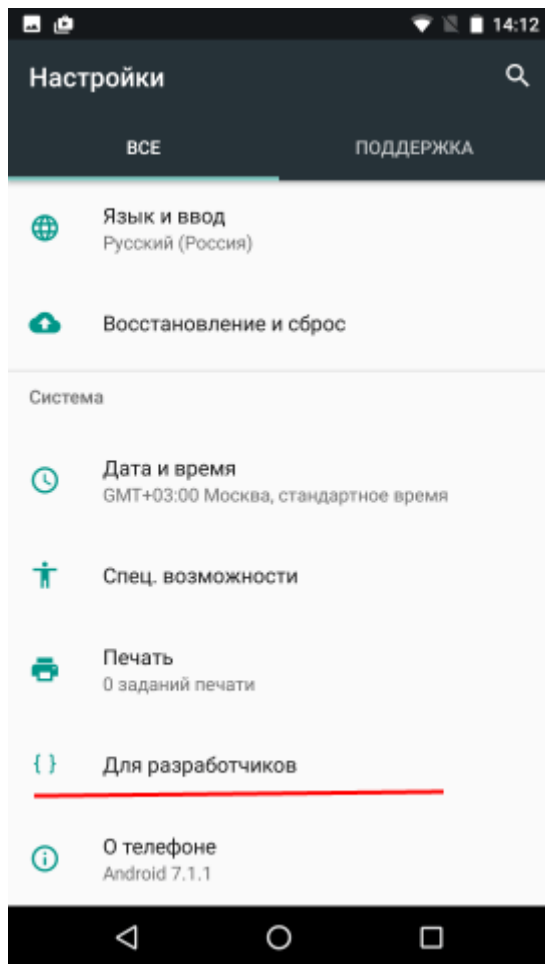 14:12
Настройки
ВСЕ
ПОДДЕРЖКА
Язык и ввод
Русский (Россия)
Восстановление и сброс
Система
Дата и время
GMT+03:00 Москва, стандартное время
Спец. возможности
Печать
0 заданий печати
{ } Для разработчиков
О телефоне
Android 7.1.1